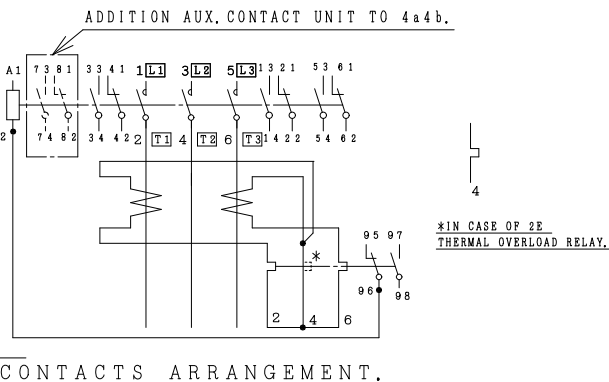 ADDITION AUX. CONTACT UNIT TO 4a4b.
A1 73 81 33 41 1 L1 3 L2 5 L3 13 21 53 61
2 74 82 34 42 2 T1 4 T2 6 T3 14 22 54 62
4
*IN CASE OF 2E
THERMAL OVERLOAD RELAY.
95 97
*
96 98
2 4 6
CONTACTS ARRANGEMENT.